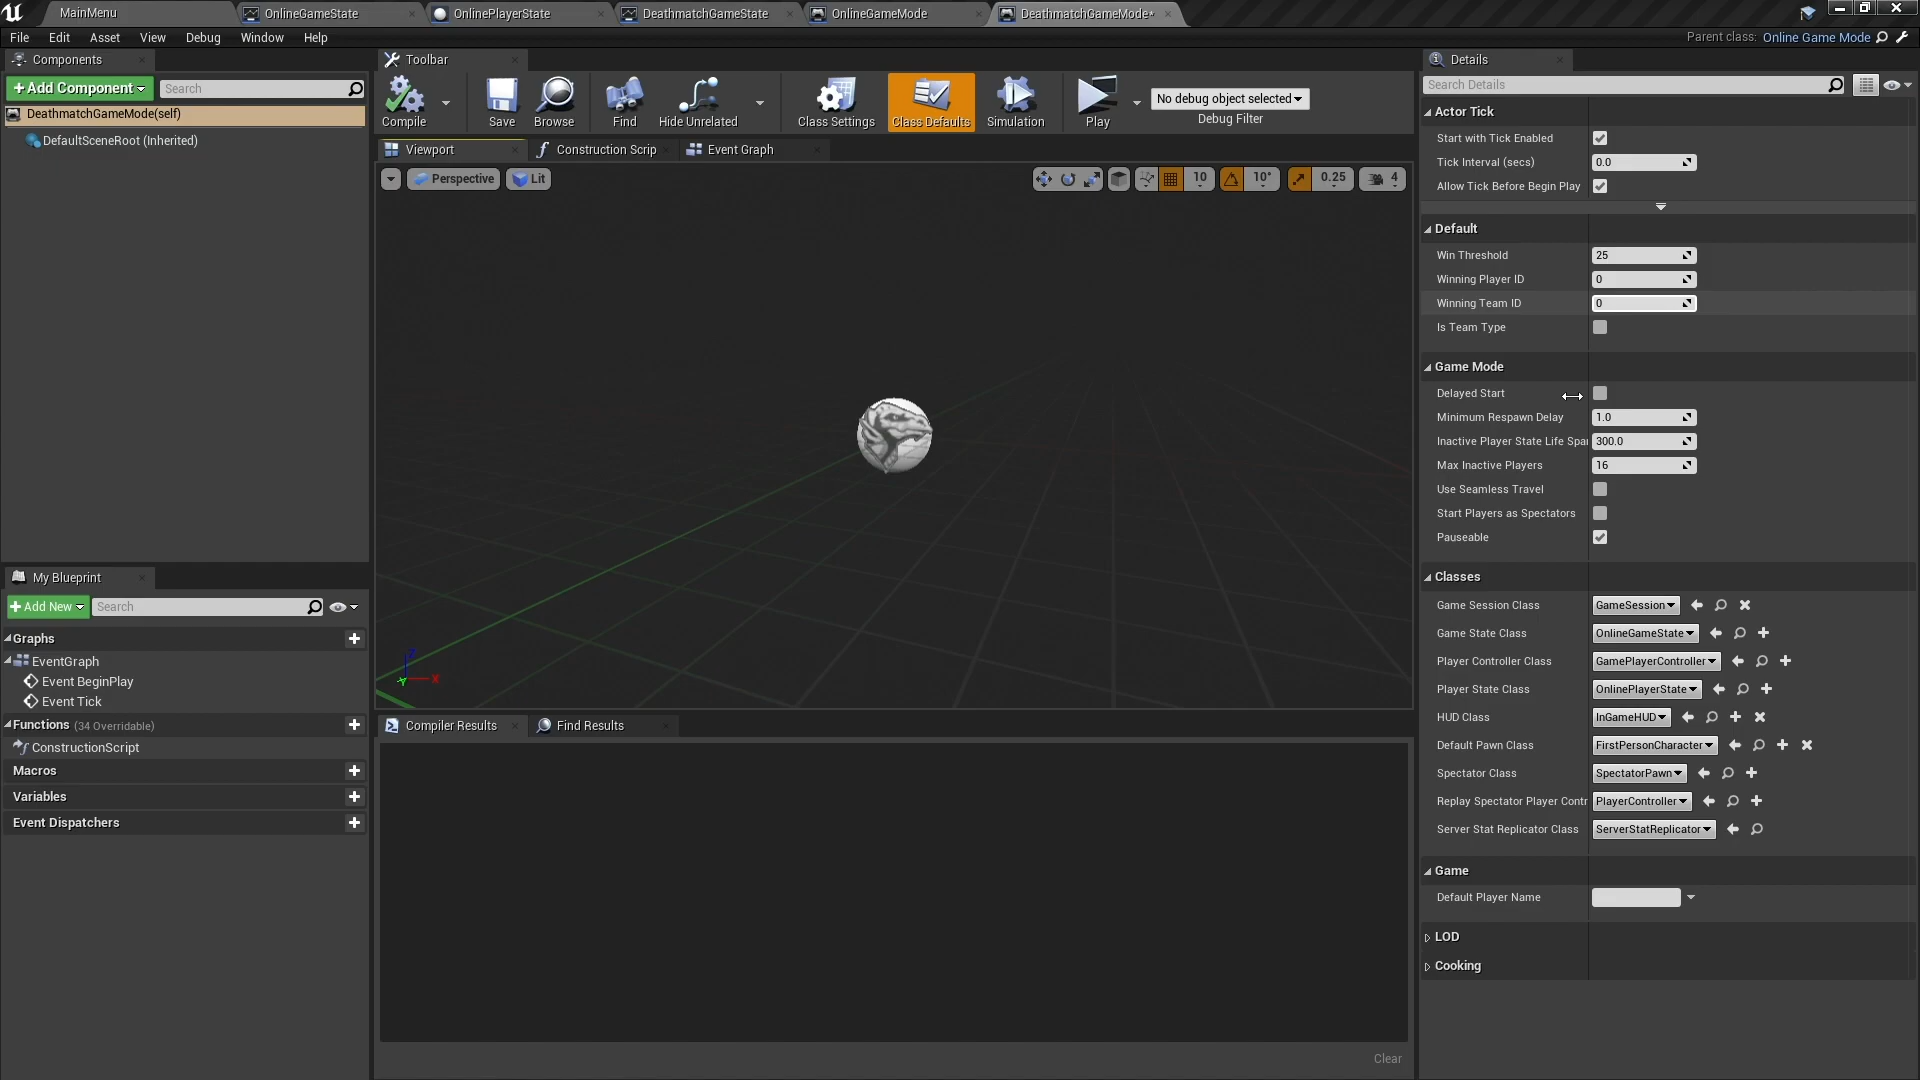 MainMenu
OnlineGameState
OnlinePlayerState
DeathmatchGameState
OnlineGameMode
DeathmatchGameMode*
File
Edit
Asset
View
Debug
Window
Help
Parent class: Online Game Mode
Components
+ Add Component
Search
DeathmatchGameMode(self)
DefaultSceneRoot (Inherited)
Toolbar
Compile
Save
Browse
Find
Hide Unrelated
Class Settings
Class Defaults
Simulation
Play
No debug object selected
Debug Filter
Viewport
Construction Scrip
Event Graph
Perspective
Lit
10
10°
0.25
4
Z
X
Y
My Blueprint
+ Add New
Search
Graphs
EventGraph
Event BeginPlay
Event Tick
Functions (34 Overridable)
ConstructionScript
Macros
Variables
Event Dispatchers
Compiler Results
Find Results
Clear
Details
Search Details
Actor Tick
Start with Tick Enabled
Tick Interval (secs) 0.0
Allow Tick Before Begin Play
Default
Win Threshold 25
Winning Player ID 0
Winning Team ID 0
Is Team Type
Game Mode
Delayed Start
Minimum Respawn Delay 1.0
Inactive Player State Life Spa 300.0
Max Inactive Players 16
Use Seamless Travel
Start Players as Spectators
Pauseable
Classes
Game Session Class GameSession
Game State Class OnlineGameState
Player Controller Class GamePlayerController
Player State Class OnlinePlayerState
HUD Class InGameHUD
Default Pawn Class FirstPersonCharacter
Spectator Class SpectatorPawn
Replay Spectator Player Contr PlayerController
Server Stat Replicator Class ServerStatReplicator
Game
Default Player Name
LOD
Cooking